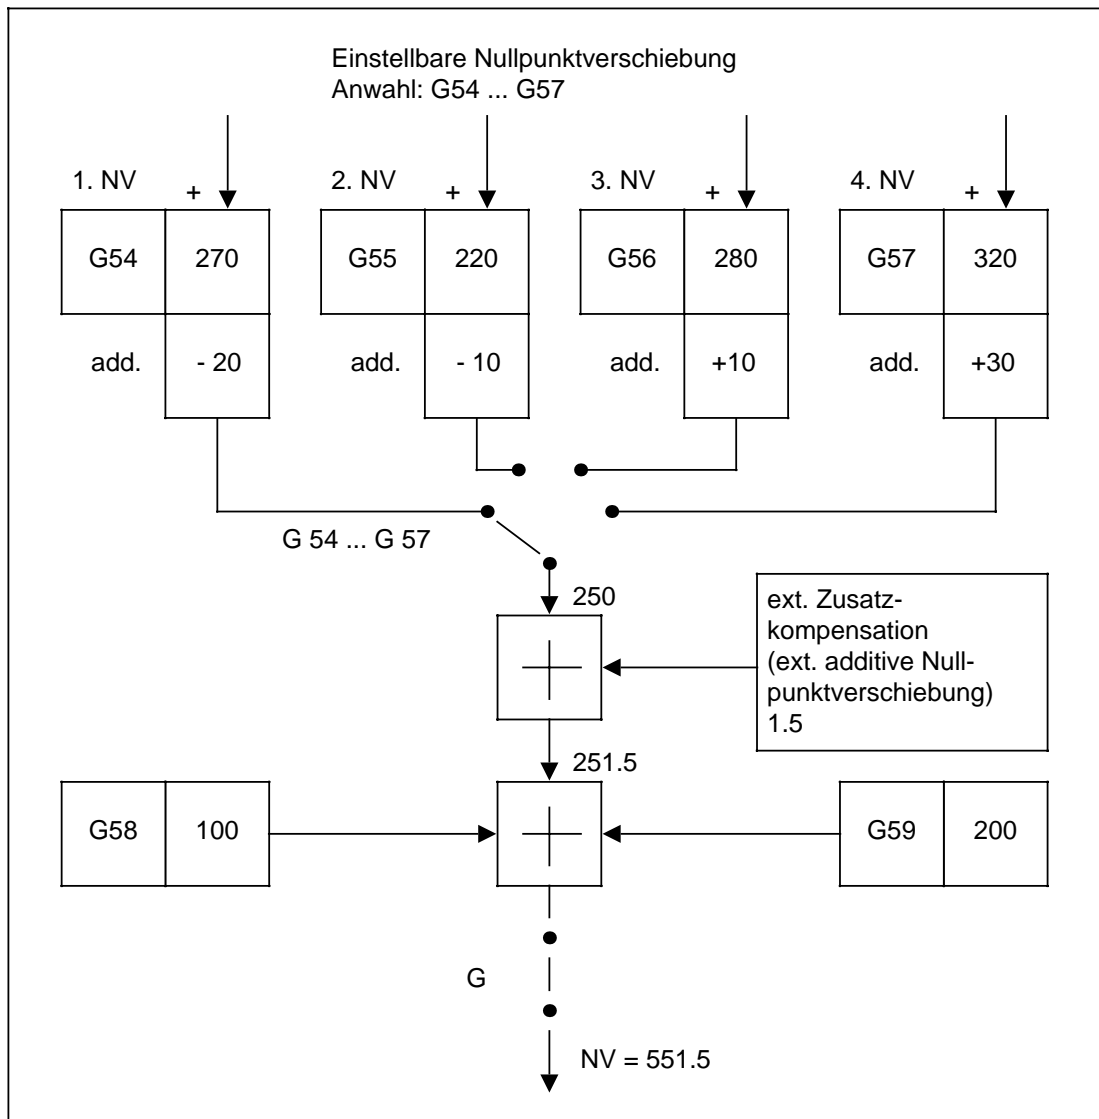 Einstellbare Nullpunktverschiebung
Anwahl: G54 ... G57
1. NV + 2. NV + 3. NV + 4. NV +
G54 270 G55 220 G56 280 G57 320
add. - 20 add. - 10 add. +10 add. +30
G 54 ... G 57
250
ext. Zusatz-
kompensation
(ext. additive Null-
punktverschiebung)
1.5
251.5
G58 100 G59 200
G
NV = 551.5